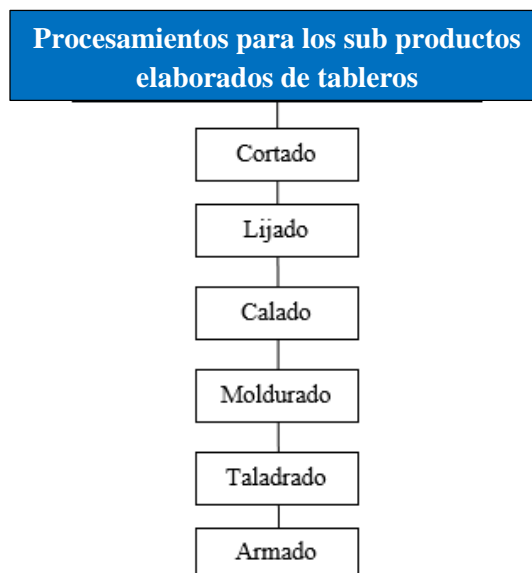 Procesamientos para los sub productos
elaborados de tableros
Cortado
Lijado
Calado
Moldurado
Taladrado
Armado